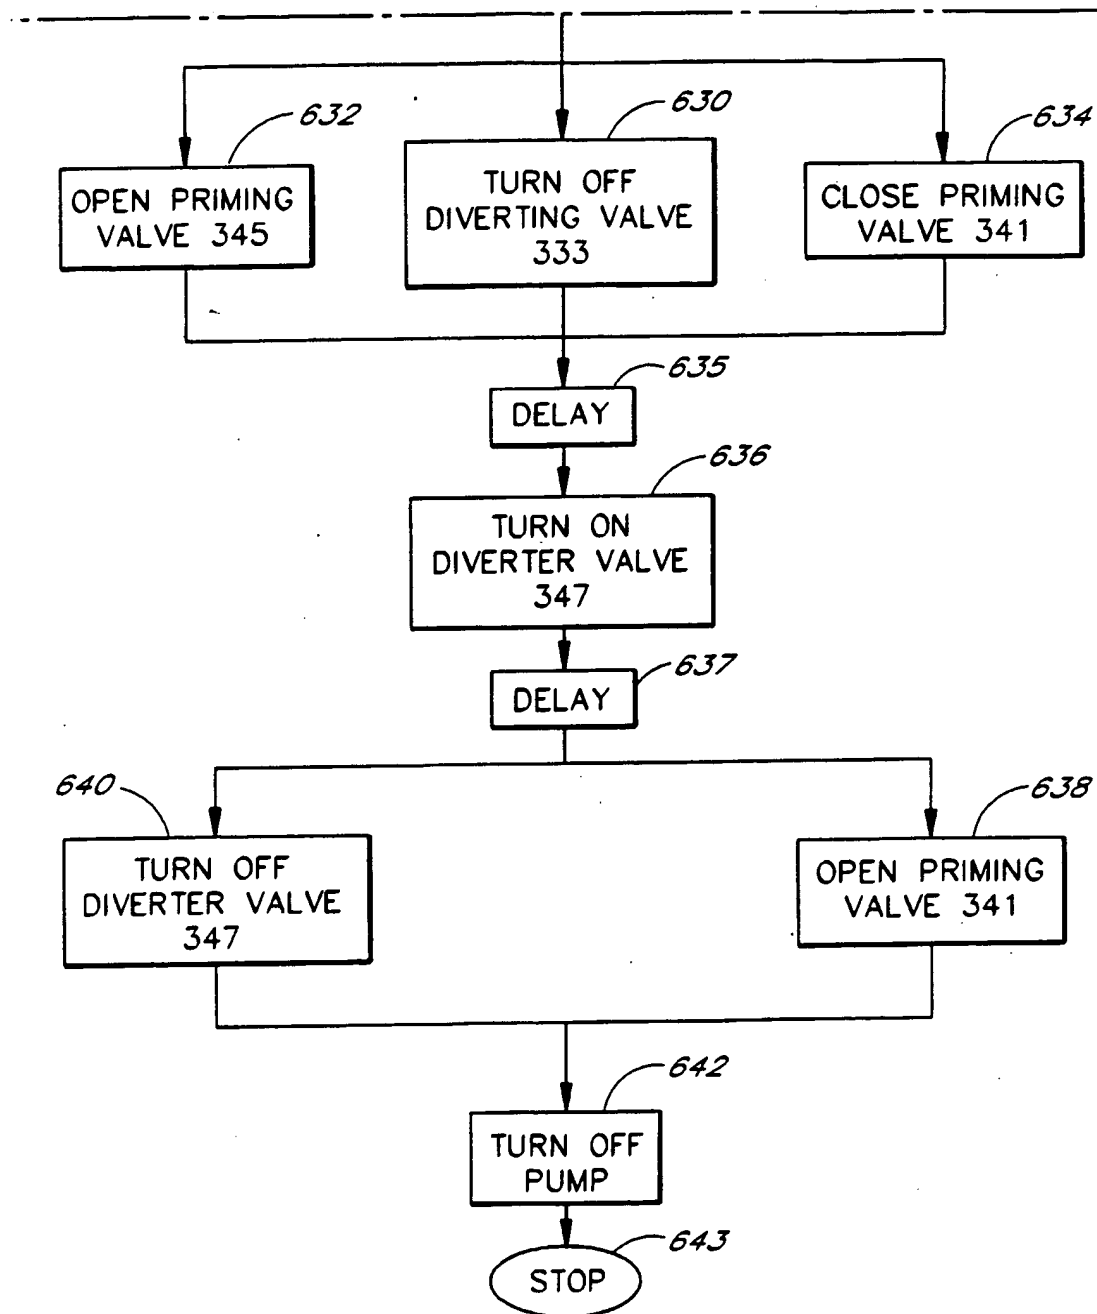 632
630
634
OPEN PRIMING
VALVE 345
TURN OFF
DIVERTING VALVE
333
CLOSE PRIMING
VALVE 341
635
DELAY
636
TURN ON
DIVERTER VALVE
347
637
DELAY
640
638
TURN OFF
DIVERTER VALVE
347
OPEN PRIMING
VALVE 341
642
TURN OFF
PUMP
643
STOP